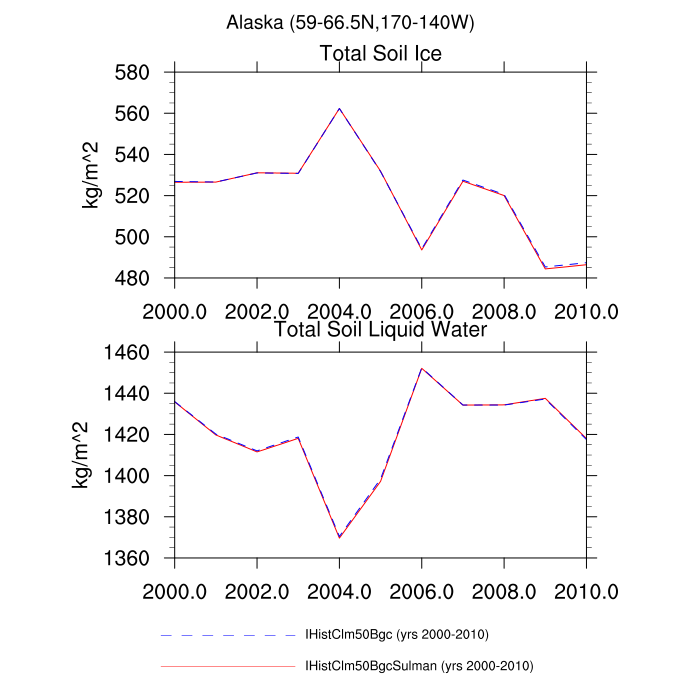 Alaska (59-66.5N,170-140W)
Total Soil Ice
580
560
540
520
500
480
kg/m^2
2000.0 2002.0 2004.0 2006.0 2008.0 2010.0
Total Soil Liquid Water
1460
1440
1420
1400
1380
1360
kg/m^2
2000.0 2002.0 2004.0 2006.0 2008.0 2010.0
IHistClm50Bgc (yrs 2000-2010)
IHistClm50BgcSulman (yrs 2000-2010)